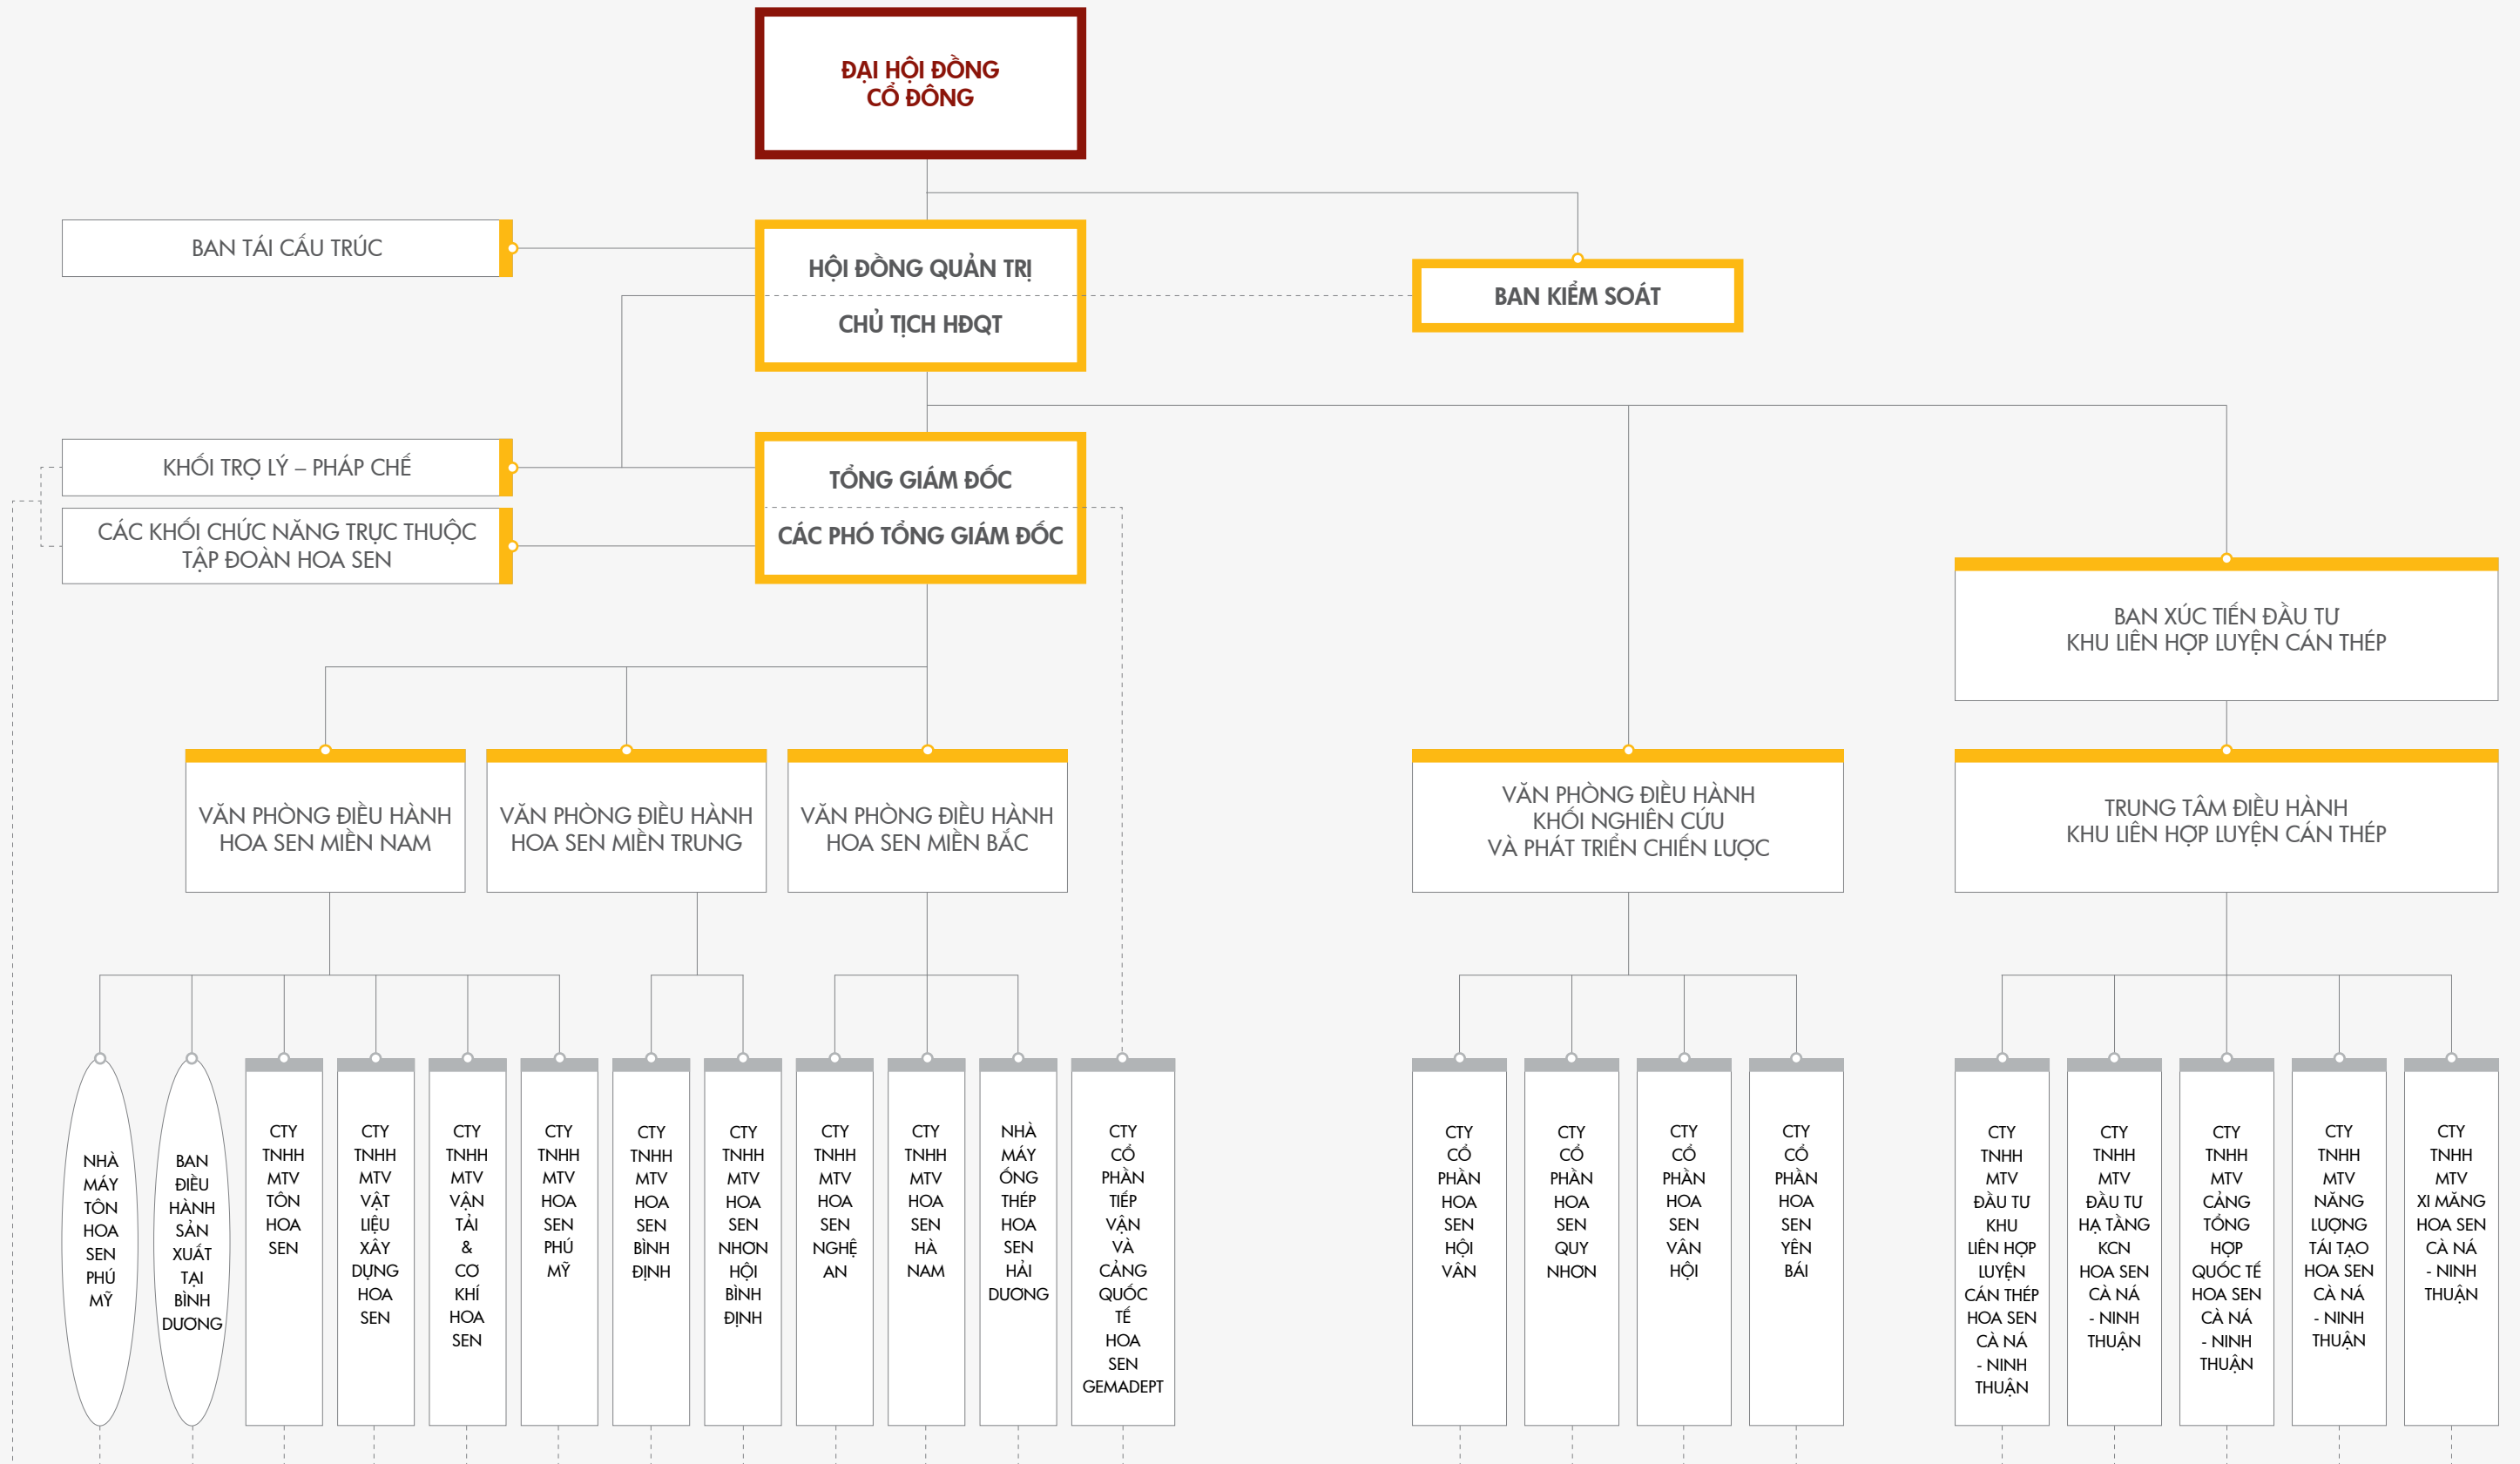 ĐẠI HỘI ĐỒNG
CỔ ĐÔNG
BAN TÁI CẤU TRÚC
HỘI ĐỒNG QUẢN TRỊ
CHỦ TỊCH HĐQT
BAN KIỂM SOÁT
KHỐI TRỢ LÝ – PHÁP CHẾ
CÁC KHỐI CHỨC NĂNG TRỰC THUỘC
TẬP ĐOÀN HOA SEN
TỔNG GIÁM ĐỐC
CÁC PHÓ TỔNG GIÁM ĐỐC
BAN XÚC TIẾN ĐẦU TƯ
KHU LIÊN HỢP LUYỆN CÁN THÉP
VĂN PHÒNG ĐIỀU HÀNH
HOA SEN MIỀN NAM
VĂN PHÒNG ĐIỀU HÀNH
HOA SEN MIỀN TRUNG
VĂN PHÒNG ĐIỀU HÀNH
HOA SEN MIỀN BẮC
VĂN PHÒNG ĐIỀU HÀNH
KHỐI NGHIÊN CỨU
VÀ PHÁT TRIỂN CHIẾN LƯỢC
TRUNG TÂM ĐIỀU HÀNH
KHU LIÊN HỢP LUYỆN CÁN THÉP
NHÀ
MÁY
TÔN
HOA
SEN
PHÚ
MỸ
BAN
ĐIỀU
HÀNH
SẢN
XUẤT
TẠI
BÌNH
DƯƠNG
CTY
TNHH
MTV
TÔN
HOA
SEN
CTY
TNHH
MTV
VẬT
LIỆU
XÂY
DỰNG
HOA
SEN
CTY
TNHH
MTV
VẬN
TẢI
&
CƠ
KHÍ
HOA
SEN
CTY
TNHH
MTV
HOA
SEN
PHÚ
MỸ
CTY
TNHH
MTV
HOA
SEN
BÌNH
ĐỊNH
CTY
TNHH
MTV
HOA
SEN
NHƠN
HỘI
BÌNH
ĐỊNH
CTY
TNHH
MTV
HOA
SEN
NGHỆ
AN
CTY
TNHH
MTV
HOA
SEN
HÀ
NAM
NHÀ
MÁY
ỐNG
THÉP
HOA
SEN
HẢI
DƯƠNG
CTY
CỔ
PHẦN
TIẾP
VẬN
VÀ
CẢNG
QUỐC
TẾ
HOA
SEN
GEMADEPT
CTY
CỔ
PHẦN
HOA
SEN
HỘI
VÂN
CTY
CỔ
PHẦN
HOA
SEN
QUY
NHƠN
CTY
CỔ
PHẦN
HOA
SEN
VÂN
HỘI
CTY
CỔ
PHẦN
HOA
SEN
YÊN
BÁI
CTY
TNHH
MTV
ĐẦU TƯ
KHU
LIÊN HỢP
LUYỆN
CÁN THÉP
HOA SEN
CÀ NÁ
- NINH
THUẬN
CTY
TNHH
MTV
ĐẦU TƯ
HẠ TẦNG
KCN
HOA SEN
CÀ NÁ
- NINH
THUẬN
CTY
TNHH
MTV
CẢNG
TỔNG
HỢP
QUỐC TẾ
HOA SEN
CÀ NÁ
- NINH
THUẬN
CTY
TNHH
MTV
NĂNG
LƯỢNG
TÁI TẠO
HOA SEN
CÀ NÁ
- NINH
THUẬN
CTY
TNHH
MTV
XI MĂNG
HOA SEN
CÀ NÁ
- NINH
THUẬN